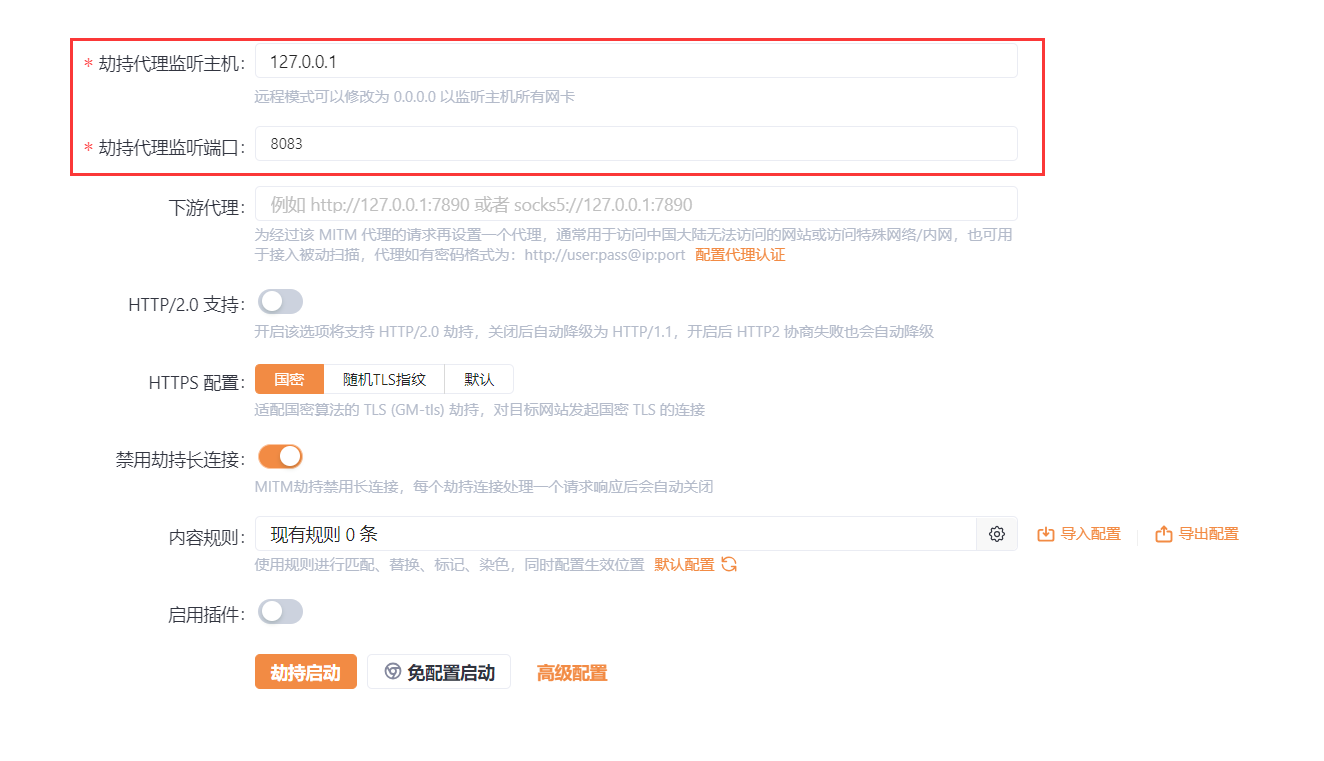 * 劫持代理监听主机: 127.0.0.1
远程模式可以修改为 0.0.0.0 以监听主机所有网卡
* 劫持代理监听端口: 8083
下游代理: 例如 http://127.0.0.1:7890 或者 socks5://127.0.0.1:7890
为经过该 MITM 代理的请求再设置一个代理，通常用于访问中国大陆无法访问的网站或访问特殊网络/内网，也可用
于接入被动扫描，代理如有密码格式为：http://user:pass@ip:port 配置代理认证
HTTP/2.0 支持:
开启该选项将支持 HTTP/2.0 劫持，关闭后自动降级为 HTTP/1.1，开启后 HTTP2 协商失败也会自动降级
HTTPS 配置: 国密 随机TLS指纹 默认
适配国密算法的 TLS (GM-tls) 劫持，对目标网站发起国密 TLS 的连接
禁用劫持长连接:
MITM劫持禁用长连接，每个劫持连接处理一个请求响应后会自动关闭
内容规则: 现有规则 0 条 导入配置 导出配置
使用规则进行匹配、替换、标记、染色，同时配置生效位置 默认配置
启用插件:
劫持启动 免配置启动 高级配置